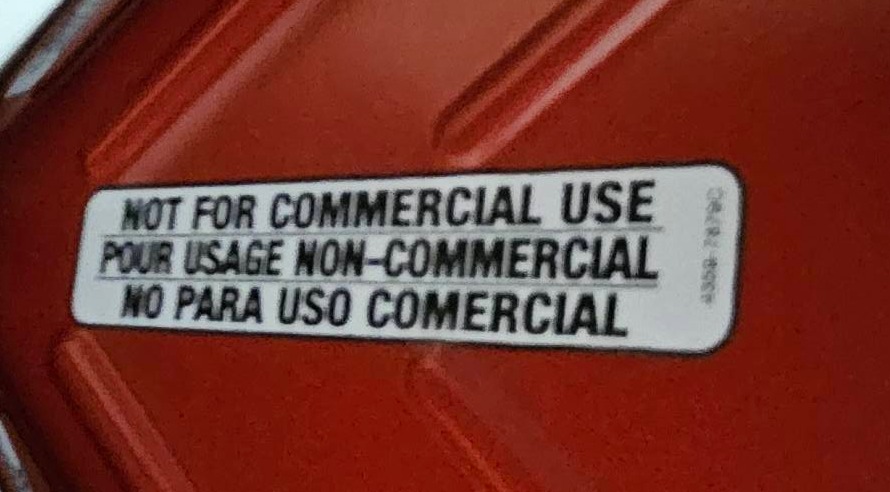 NOT FOR COMMERCIAL USE
POUR USAGE NON-COMMERCIAL
NO PARA USO COMERCIAL